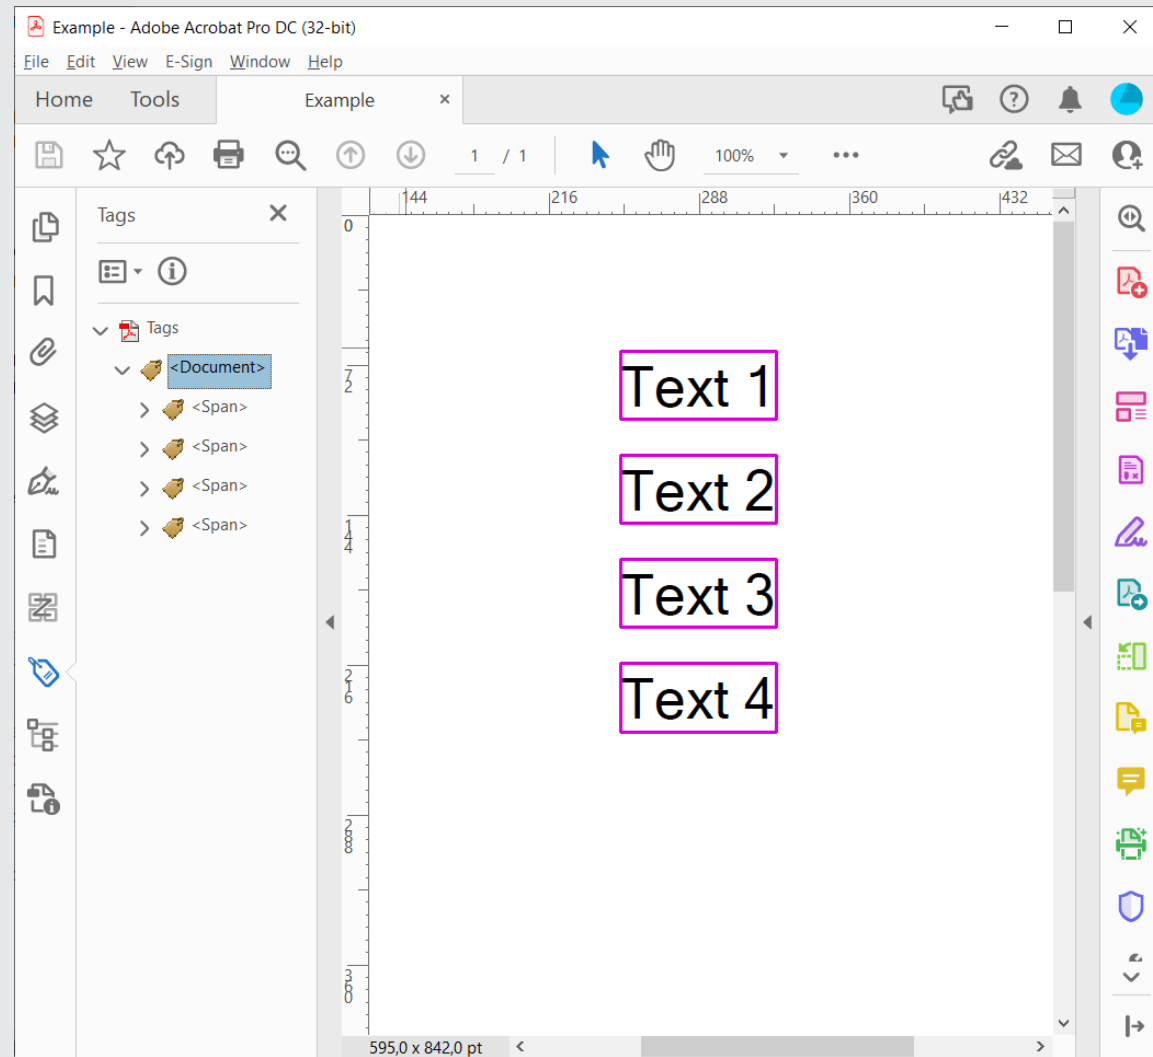 Example - Adobe Acrobat Pro DC (32-bit)
File Edit View E-Sign Window Help
Home Tools Example
1 / 1 100%
Tags
Tags
<Document>
<Span>
<Span>
<Span>
<Span>
144 216 288 360 432
0
72
144
216
288
360
Text 1
Text 2
Text 3
Text 4
595,0 x 842,0 pt